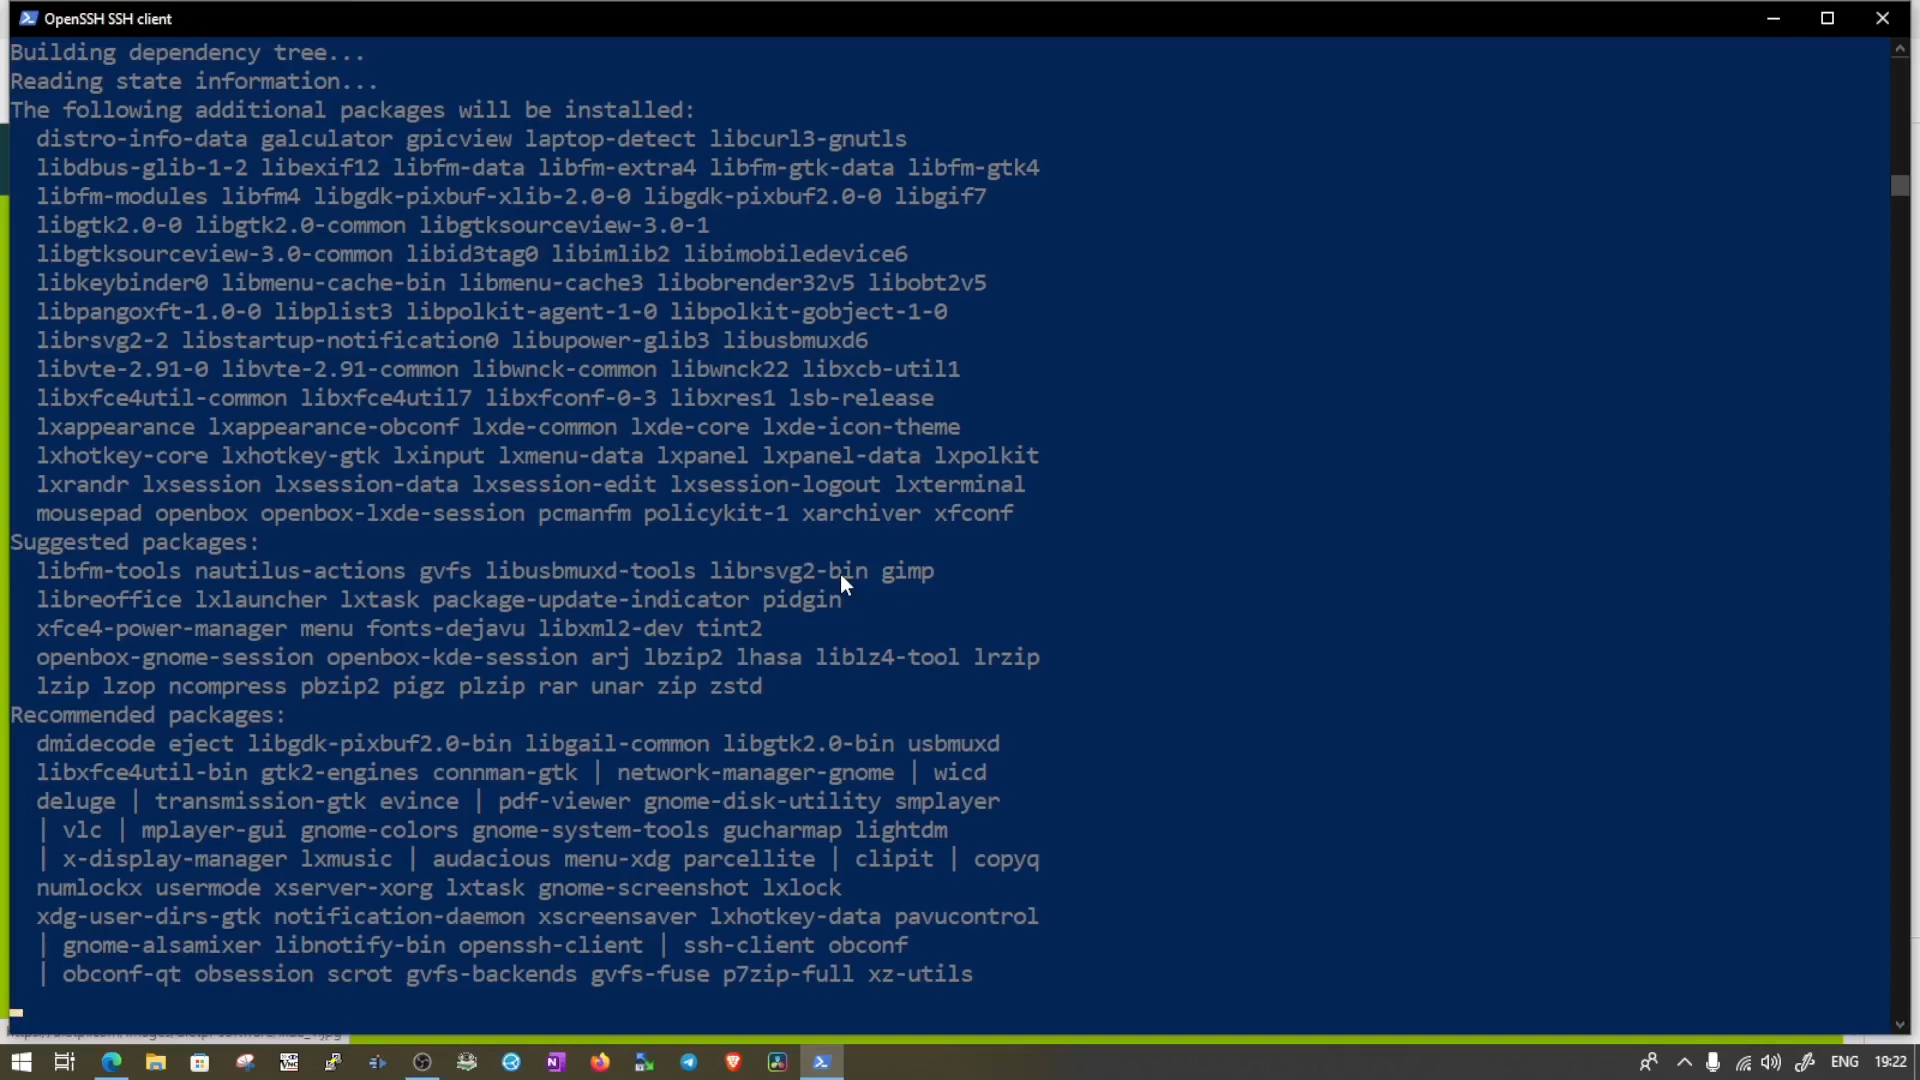 OpenSSH SSH client
Building dependency tree...
Reading state information...
The following additional packages will be installed:
distro-info-data galculator gpicview laptop-detect libcurl3-gnutls
libdbus-glib-1-2 libexif12 libfm-data libfm-extra4 libfm-gtk-data libfm-gtk4
libfm-modules libfm4 libgdk-pixbuf-xlib-2.0-0 libgdk-pixbuf2.0-0 libgif7
libgtk2.0-0 libgtk2.0-common libgtksourceview-3.0-1
libgtksourceview-3.0-common libid3tag0 libimlib2 libimobiledevice6
libkeybinder0 libmenu-cache-bin libmenu-cache3 libobrender32v5 libobt2v5
libpangoxft-1.0-0 libplist3 libpolkit-agent-1-0 libpolkit-gobject-1-0
librsvg2-2 libstartup-notification0 libupower-glib3 libusbmuxd6
libvte-2.91-0 libvte-2.91-common libwnck-common libwnck22 libxcb-util1
libxfce4util-common libxfce4util7 libxfconf-0-3 libxres1 lsb-release
lxappearance lxappearance-obconf lxde-common lxde-core lxde-icon-theme
lxhotkey-core lxhotkey-gtk lxinput lxmenu-data lxpanel lxpanel-data lxpolkit
lxrandr lxsession lxsession-data lxsession-edit lxsession-logout lxterminal
mousepad openbox openbox-lxde-session pcmanfm policykit-1 xarchiver xfconf
Suggested packages:
libfm-tools nautilus-actions gvfs libusbmuxd-tools librsvg2-bin gimp
libreoffice lxlauncher lxtask package-update-indicator pidgin
xfce4-power-manager menu fonts-dejavu libxml2-dev tint2
openbox-gnome-session openbox-kde-session arj lbzip2 lhasa liblz4-tool lrzip
lzip lzop ncompress pbzip2 pigz plzip rar unar zip zstd
Recommended packages:
dmidecode eject libgdk-pixbuf2.0-bin libgail-common libgtk2.0-bin usbmuxd
libxfce4util-bin gtk2-engines connman-gtk | network-manager-gnome | wicd
deluge | transmission-gtk evince | pdf-viewer gnome-disk-utility smplayer
| vlc | mplayer-gui gnome-colors gnome-system-tools gucharmap lightdm
| x-display-manager lxmusic | audacious menu-xdg parcellite | clipit | copyq
numlockx usermode xserver-xorg lxtask gnome-screenshot lxlock
xdg-user-dirs-gtk notification-daemon xscreensaver lxhotkey-data pavucontrol
| gnome-alsamixer libnotify-bin openssh-client | ssh-client obconf
| obconf-qt obsession scrot gvfs-backends gvfs-fuse p7zip-full xz-utils
ENG 19:22